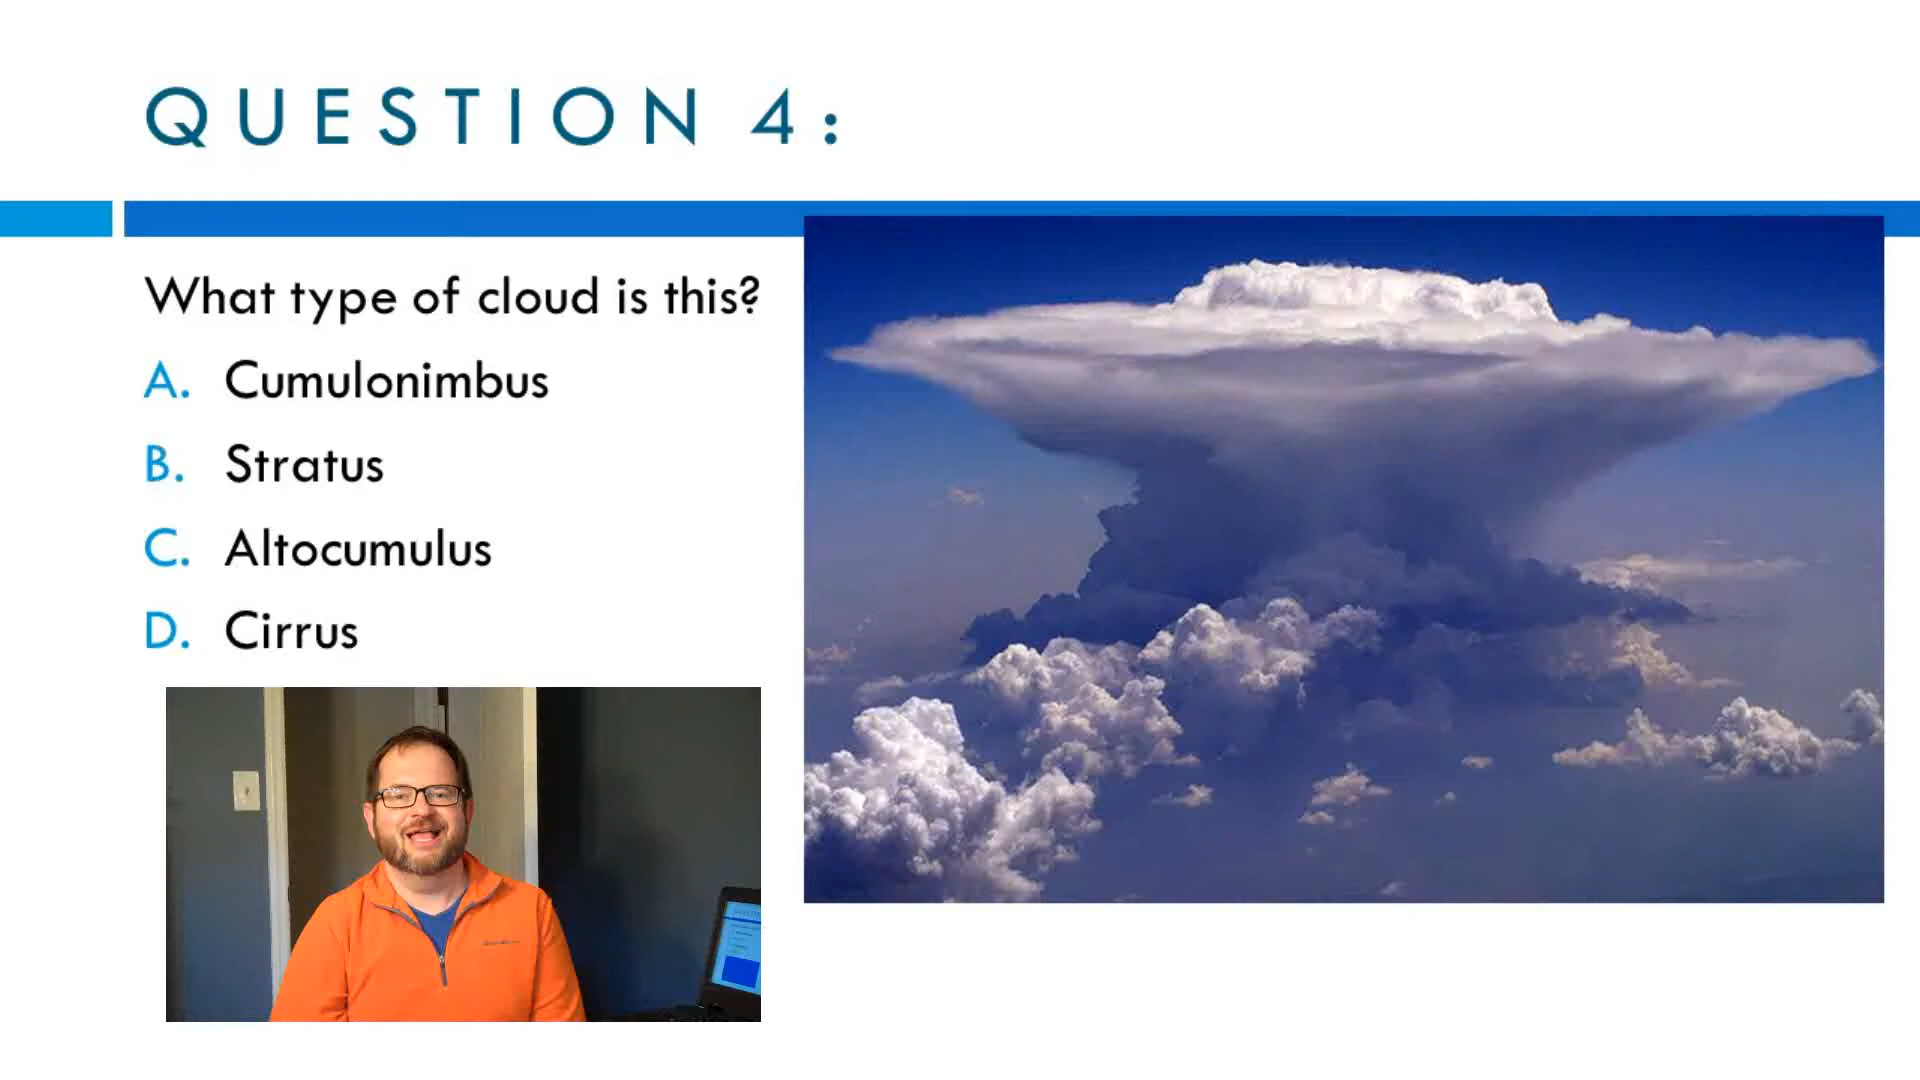 QUESTION 4:
What type of cloud is this?
A. Cumulonimbus
B. Stratus
C. Altocumulus
D. Cirrus